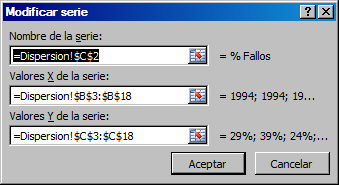 Modificar serie
Nombre de la serie:
=Dispersion!$C$2 = % Fallos
Valores X de la serie:
=Dispersion!$B$3:$B$18 = 1994; 1994; 19...
Valores Y de la serie:
=Dispersion!$C$3:$C$18 = 29%; 39%; 24%;...
Aceptar Cancelar